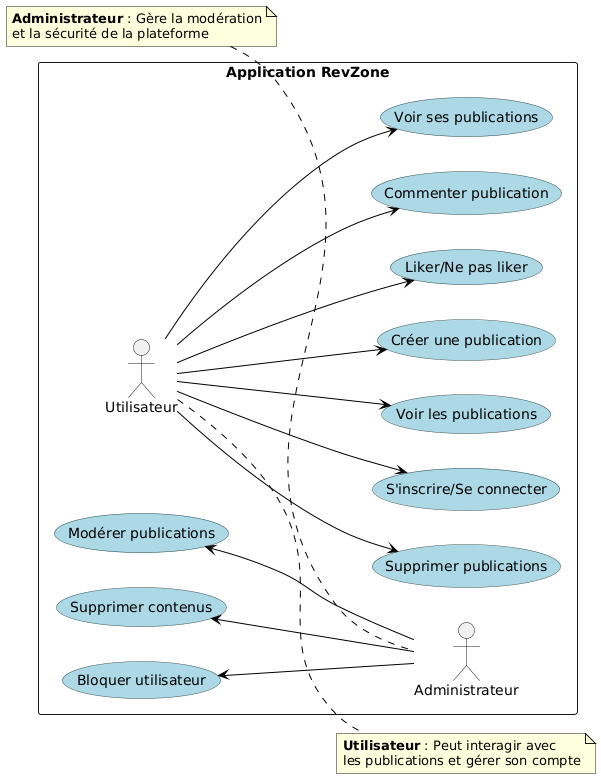 Administrateur : Gère la modération
et la sécurité de la plateforme
Application RevZone
Voir ses publications
Commenter publication
Liker/Ne pas liker
Créer une publication
Utilisateur
Voir les publications
S'inscrire/Se connecter
Modérer publications
Supprimer publications
Supprimer contenus
Bloquer utilisateur
Administrateur
Utilisateur : Peut interagir avec
les publications et gérer son compte